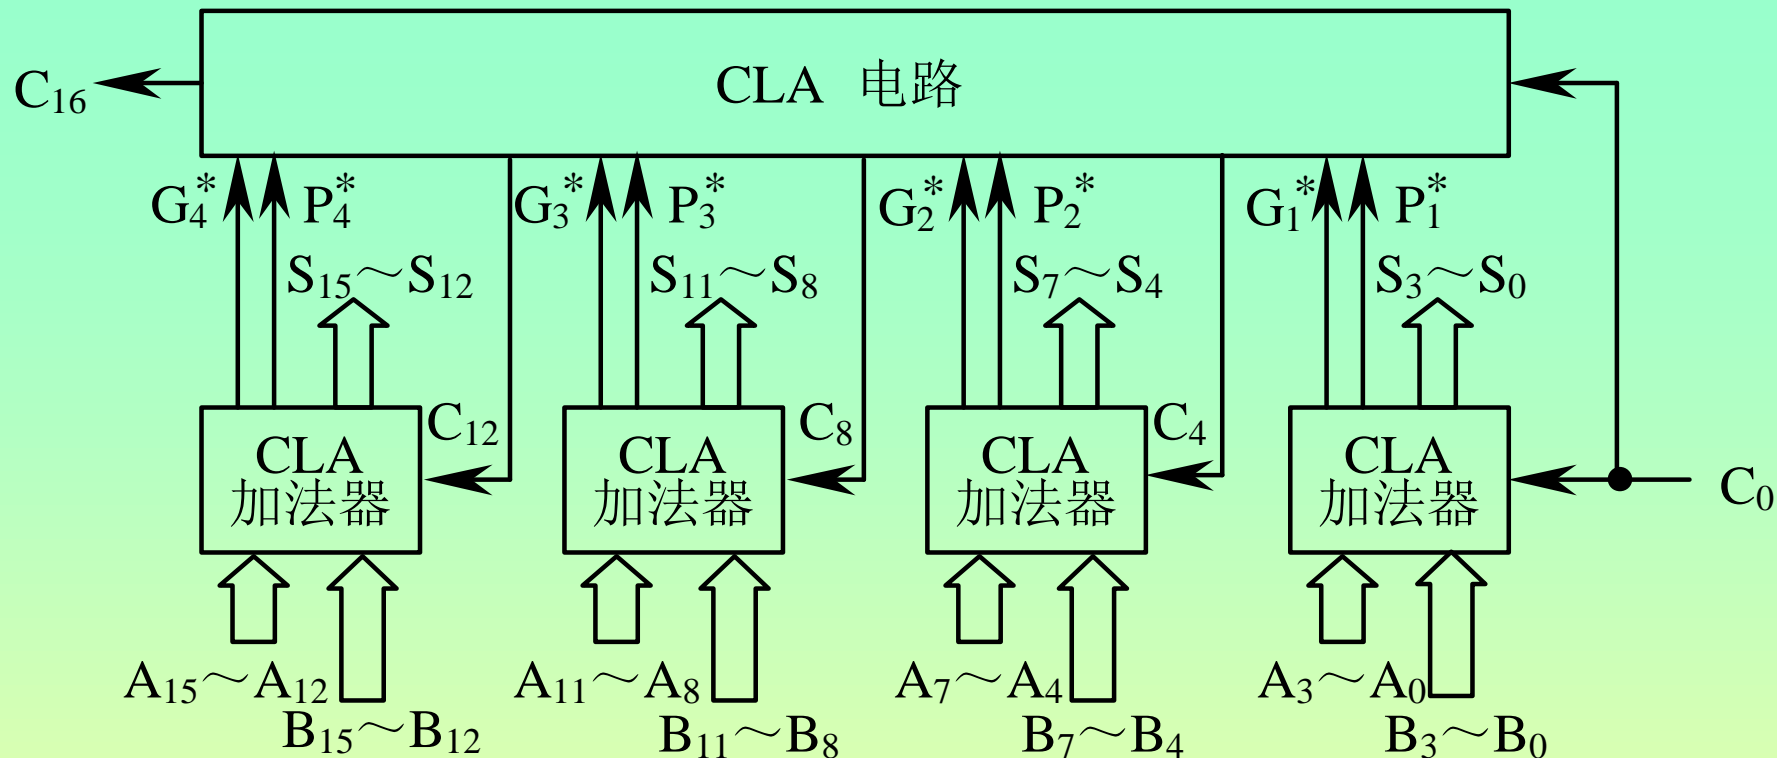 CLA 电路
C₁₆
G₄* P₄* G₃* P₃* G₂* P₂* G₁* P₁*
S₁₅～S₁₂ S₁₁～S₈ S₇～S₄ S₃～S₀
C₁₂ C₈ C₄
CLA CLA CLA CLA
加法器 加法器 加法器 加法器
C₀
A₁₅～A₁₂ A₁₁～A₈ A₇～A₄ A₃～A₀
B₁₅～B₁₂ B₁₁～B₈ B₇～B₄ B₃～B₀